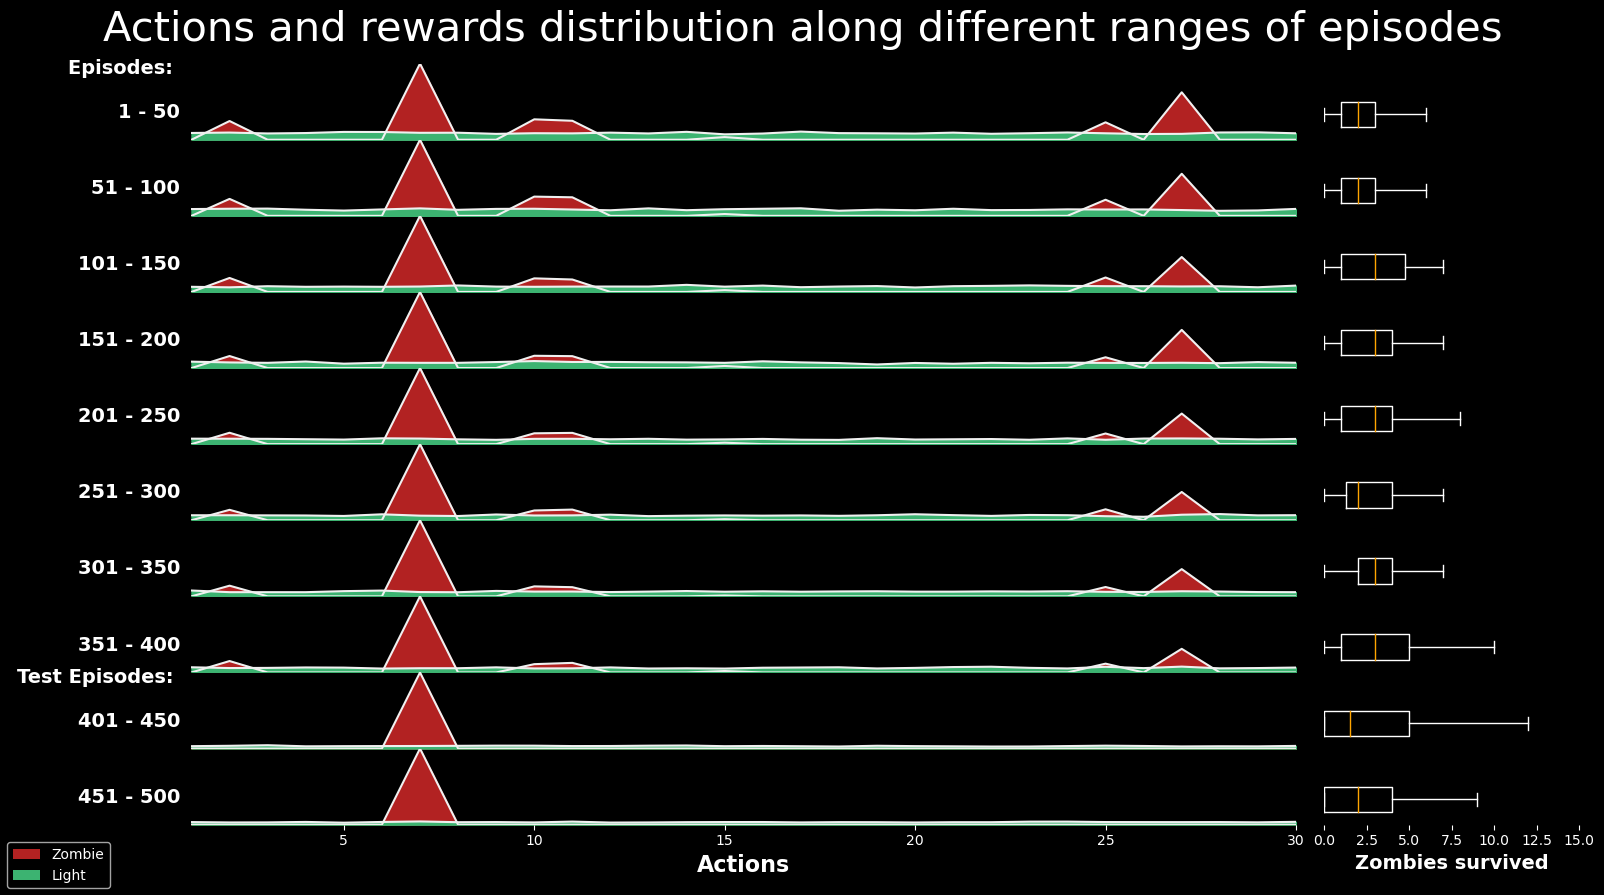 Actions and rewards distribution along different ranges of episodes
Episodes:
1 - 50
51 - 100
101 - 150
151 - 200
201 - 250
251 - 300
301 - 350
351 - 400
Test Episodes:
401 - 450
451 - 500
5 10 15 20 25 30
0.0 2.5 5.0 7.5 10.0 12.5 15.0
Actions
Zombies survived
Zombie
Light